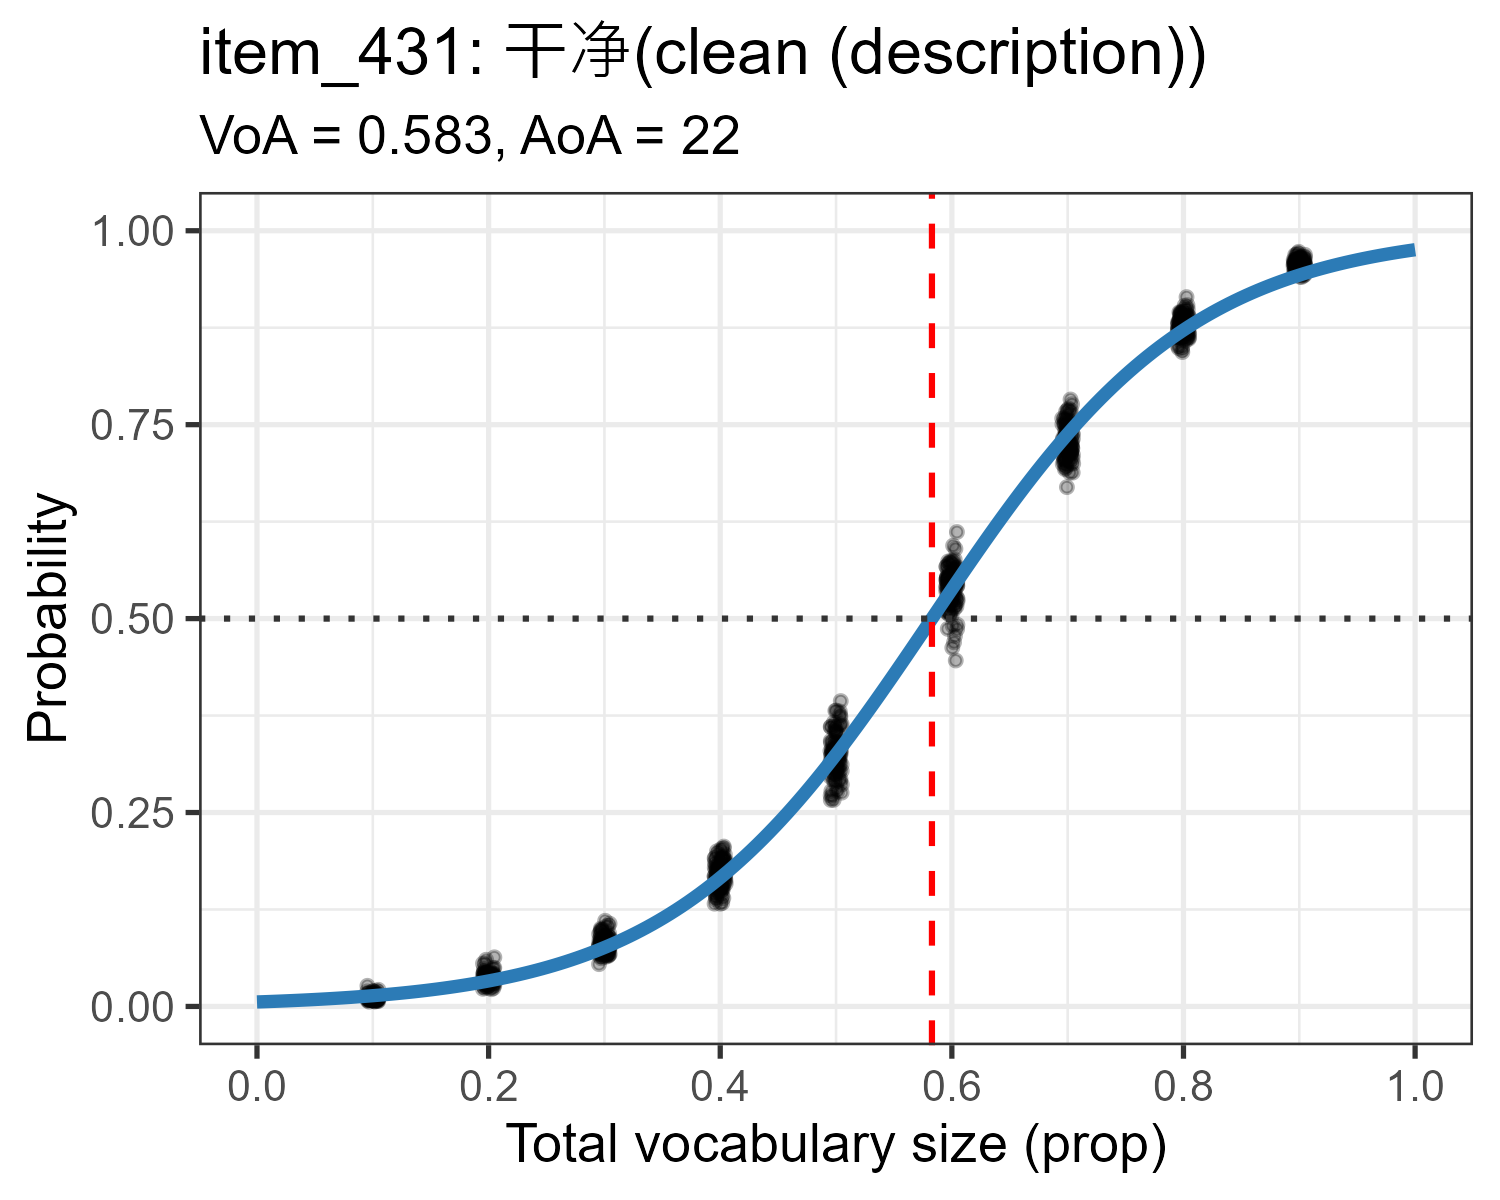 item_431: 干净(clean (description))
VoA = 0.583, AoA = 22
1.00
0.75
0.50
0.25
0.00
Probability
0.0 0.2 0.4 0.6 0.8 1.0
Total vocabulary size (prop)